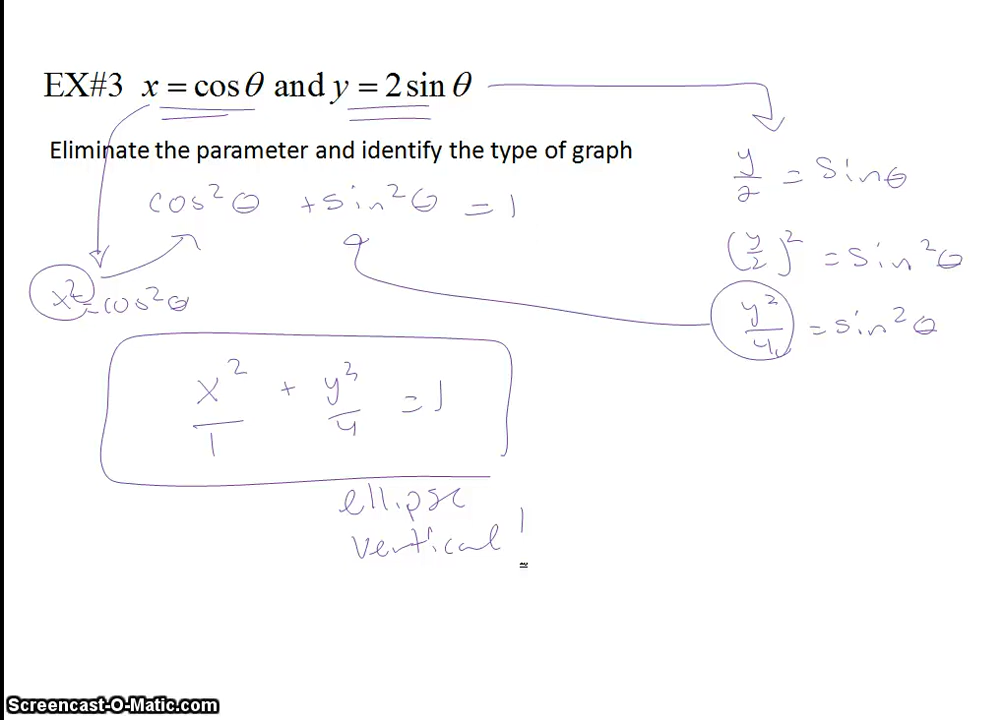 EX#3 x = cos θ and y = 2 sin θ
Eliminate the parameter and identify the type of graph
y/2 = sin θ
cos²θ + sin²θ = 1
(y/2)² = sin²θ
x² = cos²θ
y²/4 = sin²θ
x²/1 + y²/4 = 1
ellipse
vertical
Screencast-O-Matic.com